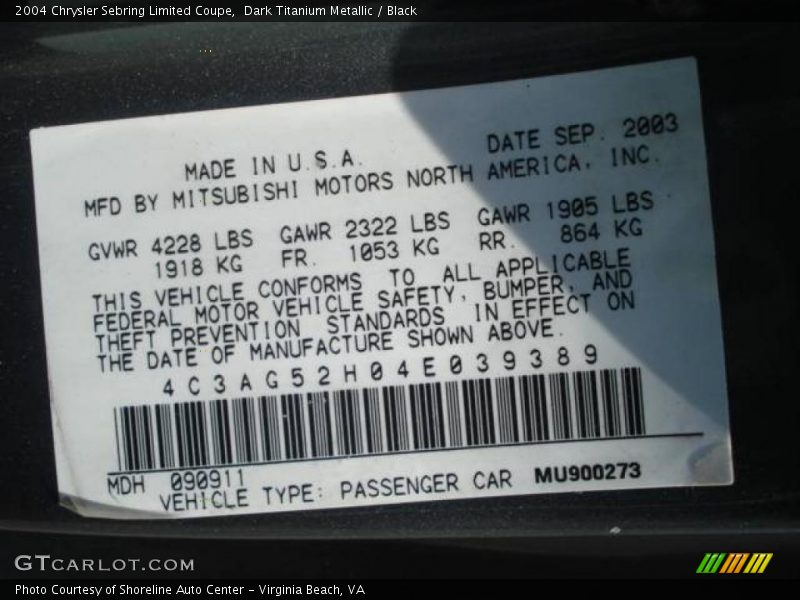 2004 Chrysler Sebring Limited Coupe,  Dark Titanium Metallic / Black
DATE SEP. 2003
MADE IN U.S.A.
MFD BY MITSUBISHI MOTORS NORTH AMERICA, INC.
GVWR 4228 LBS GAWR 2322 LBS GAWR 1905 LBS
1918 KG FR. 1053 KG RR. 864 KG
THIS VEHICLE CONFORMS TO ALL APPLICABLE
FEDERAL MOTOR VEHICLE SAFETY, BUMPER, AND
THEFT PREVENTION STANDARDS IN EFFECT ON
THE DATE OF MANUFACTURE SHOWN ABOVE.
4C3AG52H04E039389
MDH 090911
VEHICLE TYPE: PASSENGER CAR MU900273
GTCARLOT.COM
Photo Courtesy of Shoreline Auto Center - Virginia Beach, VA